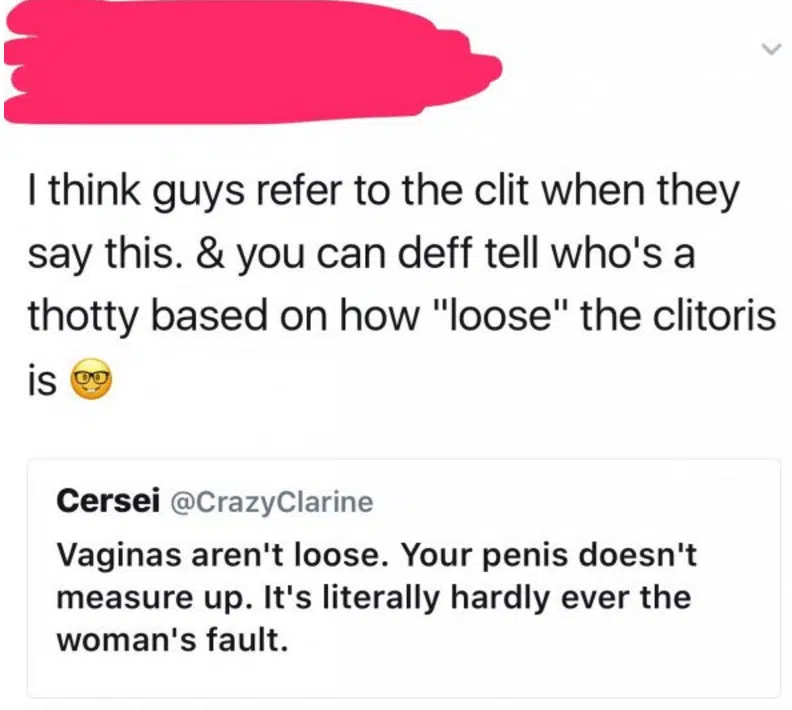 I think guys refer to the clit when they
say this. & you can deff tell who's a
thotty based on how "loose" the clitoris
is 🤓
Cersei @CrazyClarine
Vaginas aren't loose. Your penis doesn't
measure up. It's literally hardly ever the
woman's fault.